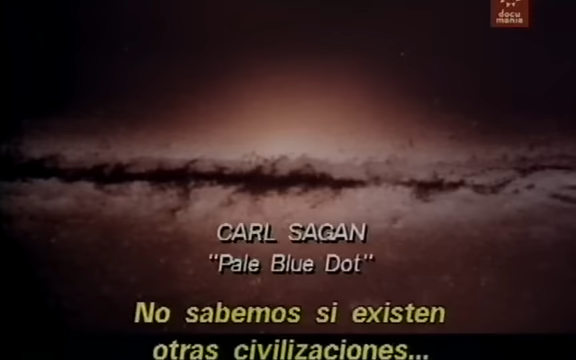 docu
mania
CARL SAGAN
"Pale Blue Dot"
No sabemos si existen
otras civilizaciones...